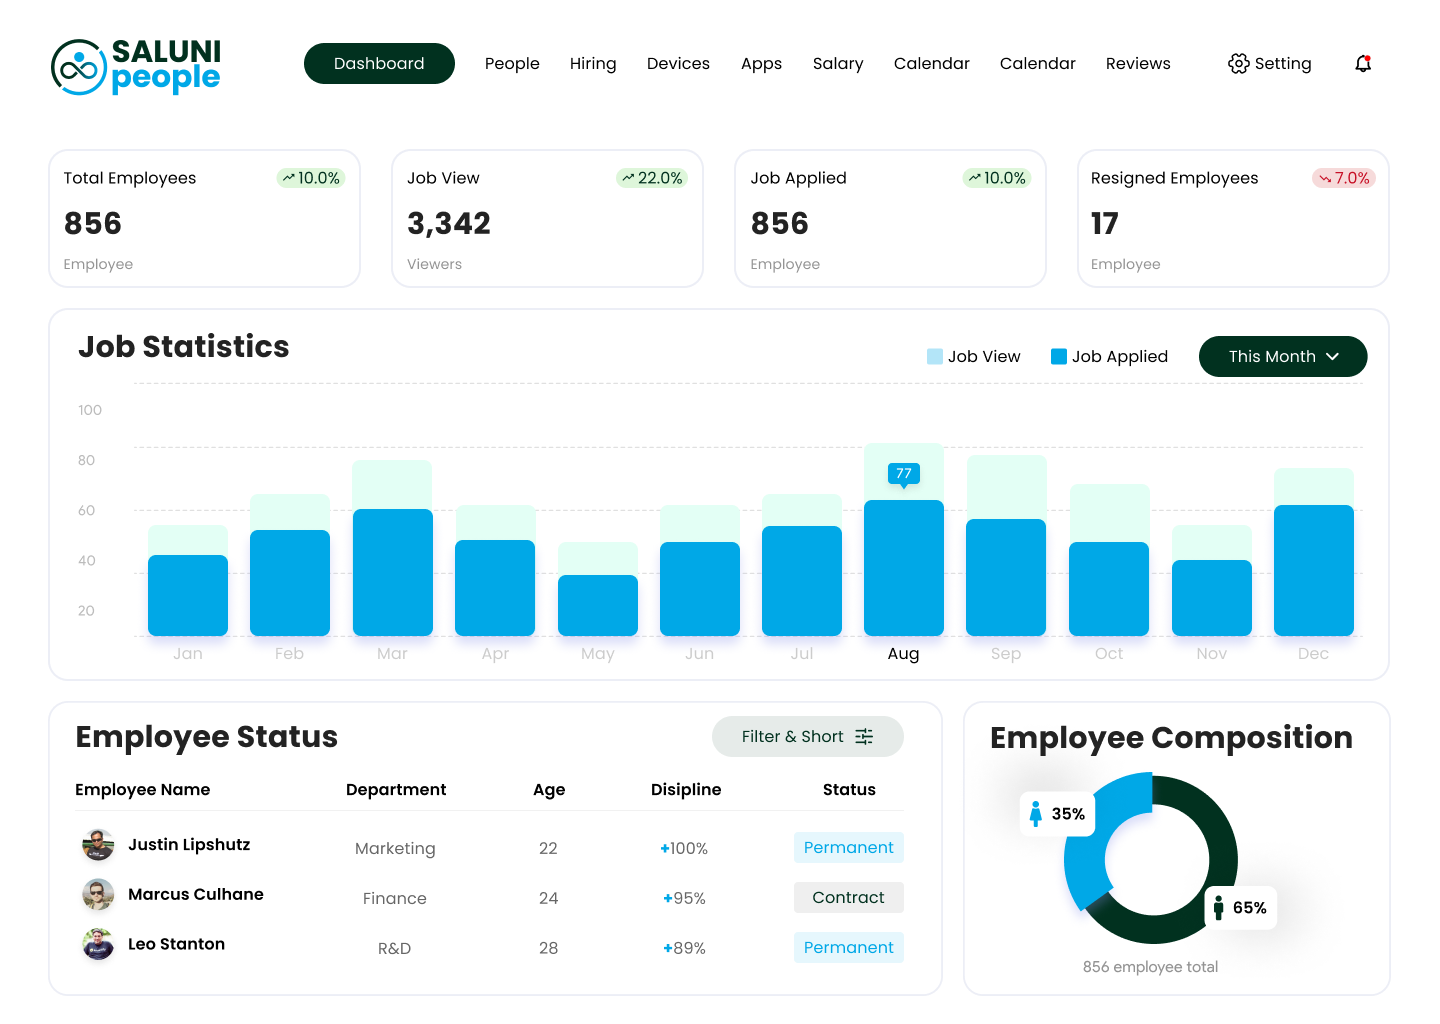 SALUNI
people
Dashboard People Hiring Devices Apps Salary Calendar Calendar Reviews Setting
Total Employees 10.0%
856
Employee
Job View 22.0%
3,342
Viewers
Job Applied 10.0%
856
Employee
Resigned Employees 7.0%
17
Employee
Job Statistics
Job View Job Applied This Month
100
80
60
40
20
77
Jan Feb Mar Apr May Jun Jul Aug Sep Oct Nov Dec
Employee Status
Filter & Short
Employee Name Department Age Disipline Status
Justin Lipshutz Marketing 22 +100% Permanent
Marcus Culhane Finance 24 +95% Contract
Leo Stanton R&D 28 +89% Permanent
Employee Composition
35%
65%
856 employee total